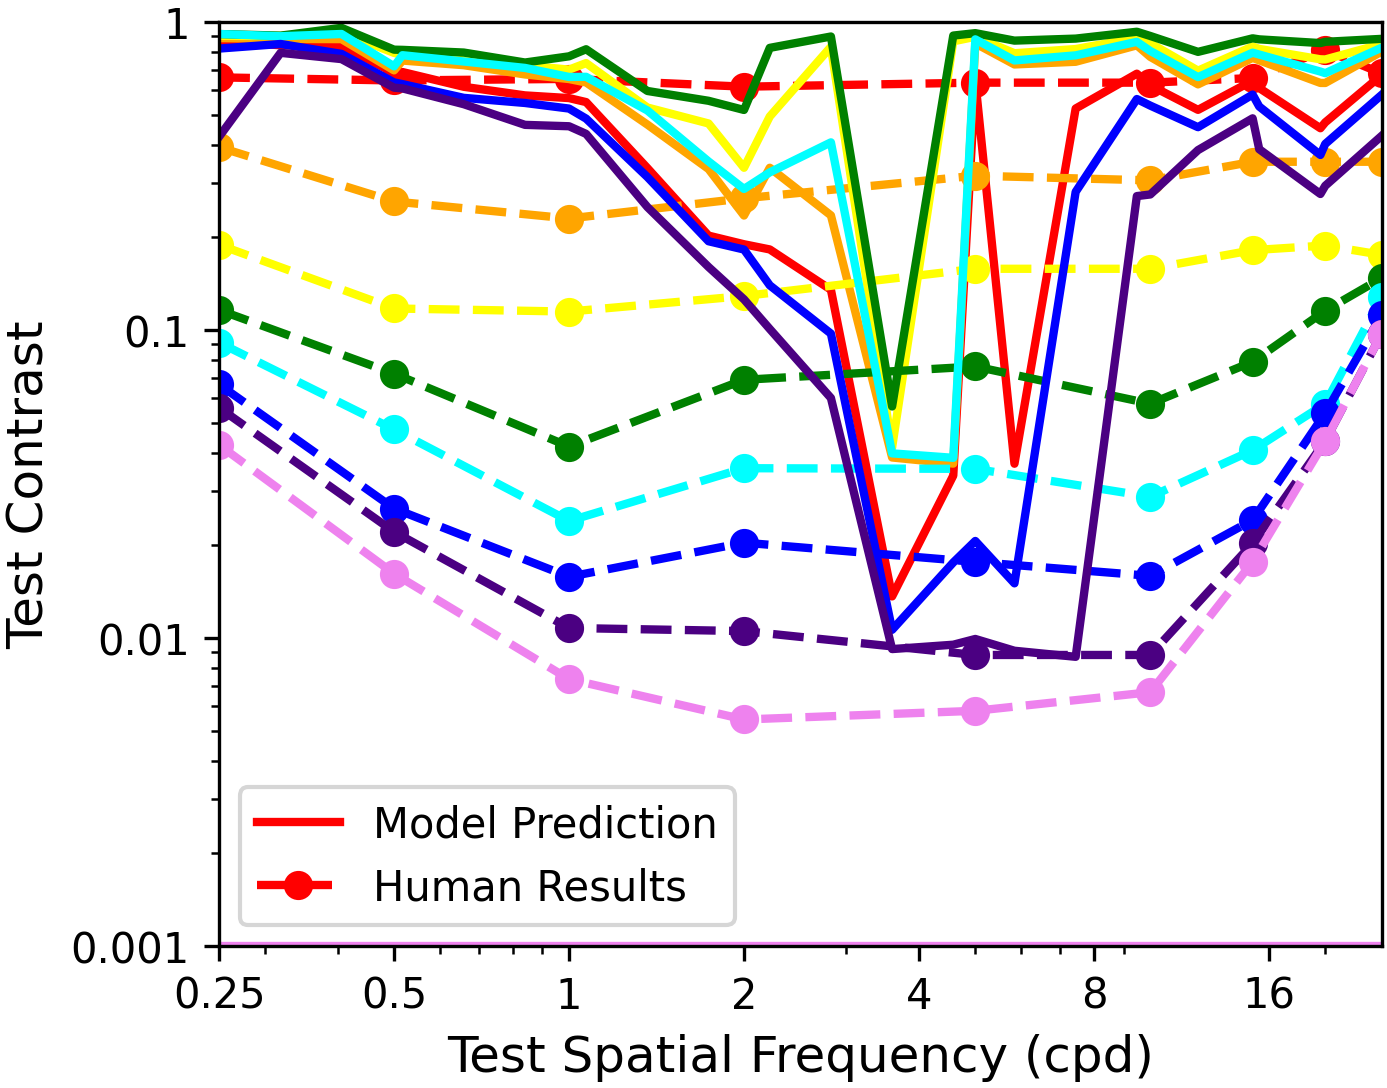 1
0.1
0.01
0.001
Test Contrast
Model Prediction
Human Results
0.25 0.5 1 2 4 8 16
Test Spatial Frequency (cpd)